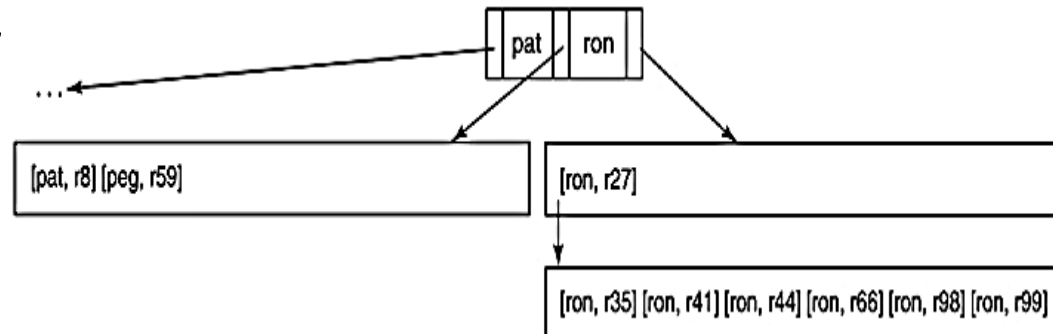 pat ron
...
[pat, r8] [peg, r59]
[ron, r27]
[ron, r35] [ron, r41] [ron, r44] [ron, r66] [ron, r98] [ron, r99]